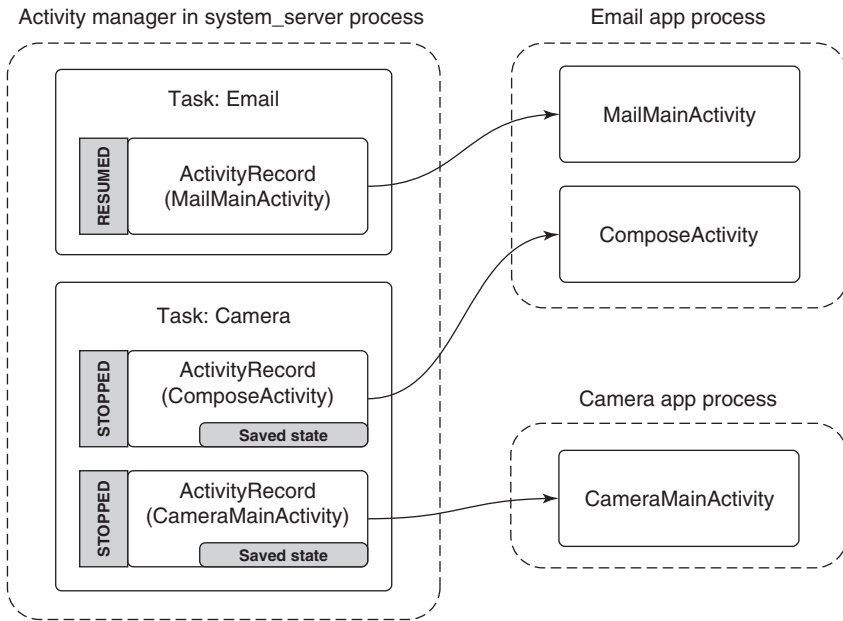 Activity manager in system_server process
Email app process
Task: Email
RESUMED
ActivityRecord
(MailMainActivity)
MailMainActivity
ComposeActivity
Task: Camera
STOPPED
ActivityRecord
(ComposeActivity)
Saved state
Camera app process
STOPPED
ActivityRecord
(CameraMainActivity)
Saved state
CameraMainActivity